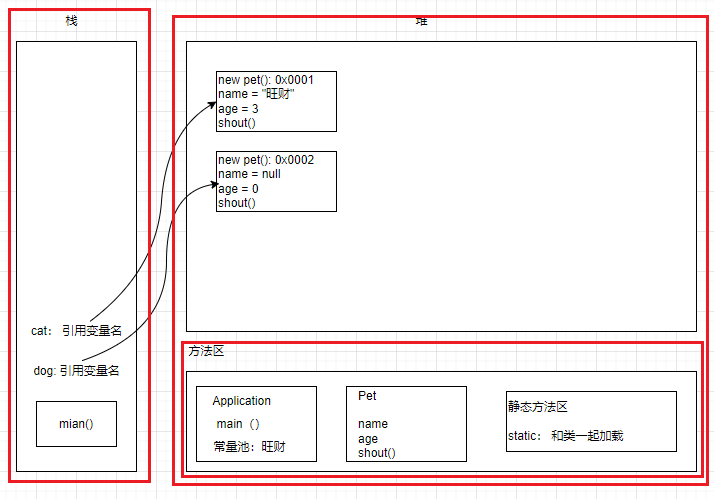 栈
堆
new pet(): 0x0001
name = "旺财"
age = 3
shout()
new pet(): 0x0002
name = null
age = 0
shout()
cat： 引用变量名
dog: 引用变量名
mian()
方法区
Application
main（）
常量池：旺财
Pet
name
age
shout()
静态方法区
static： 和类一起加载